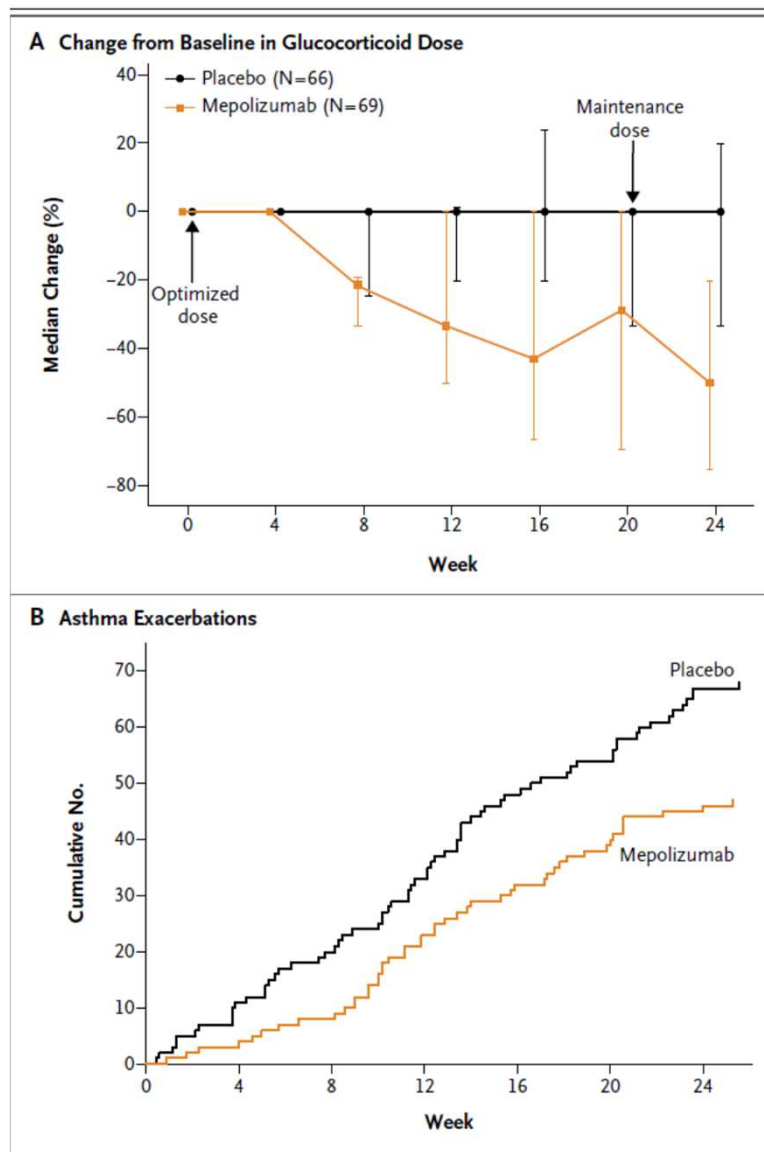 A Change from Baseline in Glucocorticoid Dose
40
20
0
−20
−40
−60
−80
Median Change (%)
Placebo (N=66)
Mepolizumab (N=69)
Maintenance
dose
Optimized
dose
0 4 8 12 16 20 24
Week
B Asthma Exacerbations
70
60
50
40
30
20
10
0
Cumulative No.
Placebo
Mepolizumab
0 4 8 12 16 20 24
Week